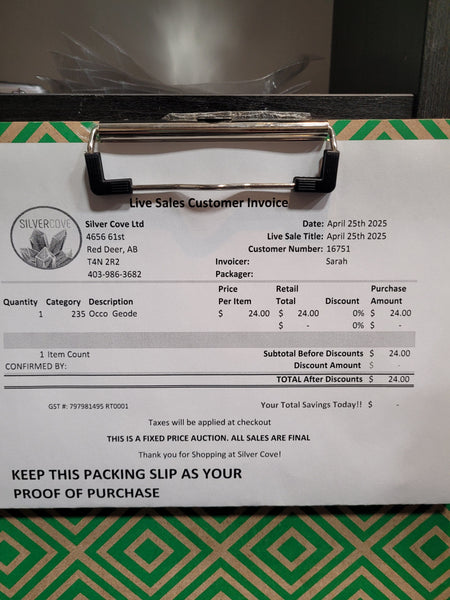 Live Sales Customer Invoice
SILVERCOVE
Silver Cove Ltd Date: April 25th 2025
4656 61st Live Sale Title: April 25th 2025
Red Deer, AB Customer Number: 16751
T4N 2R2 Invoicer: Sarah
403-986-3682 Packager:
Price Retail Purchase
Quantity Category Description Per Item Total Discount Amount
1 235 Occo Geode $ 24.00 $ 24.00 0% $ 24.00
$ - 0% $ -
1 Item Count Subtotal Before Discounts $ 24.00
CONFIRMED BY: Discount Amount $ -
TOTAL After Discounts $ 24.00
GST #: 797981495 RT0001 Your Total Savings Today!! $ -
Taxes will be applied at checkout
THIS IS A FIXED PRICE AUCTION. ALL SALES ARE FINAL
Thank you for Shopping at Silver Cove!
KEEP THIS PACKING SLIP AS YOUR
PROOF OF PURCHASE